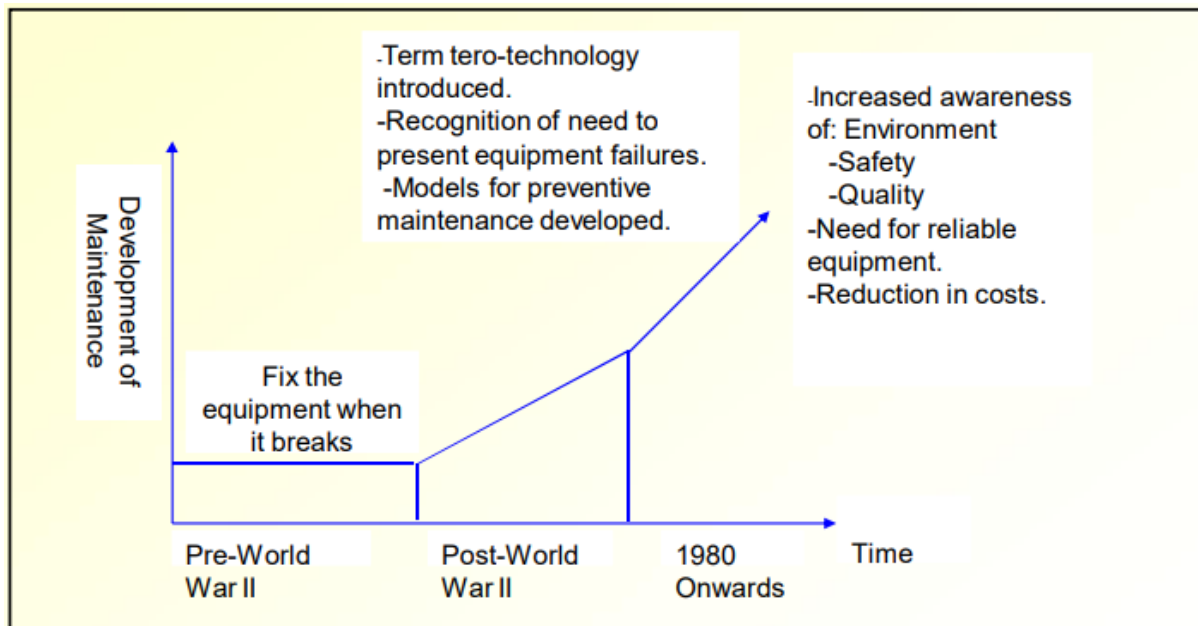 -Term tero-technology
introduced.
-Recognition of need to
present equipment failures.
-Models for preventive
maintenance developed.
-Increased awareness
of: Environment
-Safety
-Quality
-Need for reliable
equipment.
-Reduction in costs.
Development of
Maintenance
Fix the
equipment when
it breaks
Pre-World
War II
Post-World
War II
1980
Onwards
Time